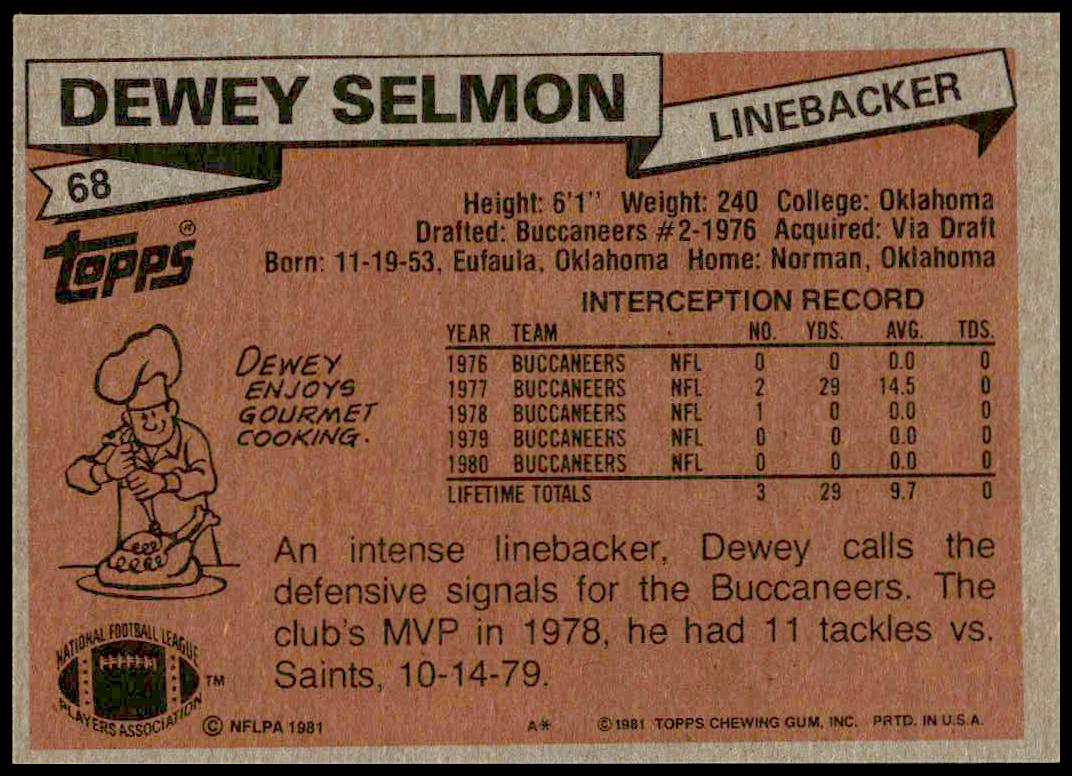 DEWEY SELMON
LINEBACKER
68
Height: 6'1'' Weight: 240 College: Oklahoma
Drafted: Buccaneers #2-1976 Acquired: Via Draft
Born: 11-19-53, Eufaula, Oklahoma Home: Norman, Oklahoma
TOPPS®
INTERCEPTION RECORD
YEAR TEAM NO. YDS. AVG. TDS.
1976 BUCCANEERS NFL 0 0 0.0 0
1977 BUCCANEERS NFL 2 29 14.5 0
1978 BUCCANEERS NFL 1 0 0.0 0
1979 BUCCANEERS NFL 0 0 0.0 0
1980 BUCCANEERS NFL 0 0 0.0 0
LIFETIME TOTALS 3 29 9.7 0
DEWEY
ENJOYS
GOURMET
COOKING.
An intense linebacker, Dewey calls the
defensive signals for the Buccaneers. The
club's MVP in 1978, he had 11 tackles vs.
Saints, 10-14-79.
NATIONAL FOOTBALL LEAGUE
PLAYERS ASSOCIATION
TM
© NFLPA 1981
A*
© 1981 TOPPS CHEWING GUM, INC. PRTD. IN U.S.A.